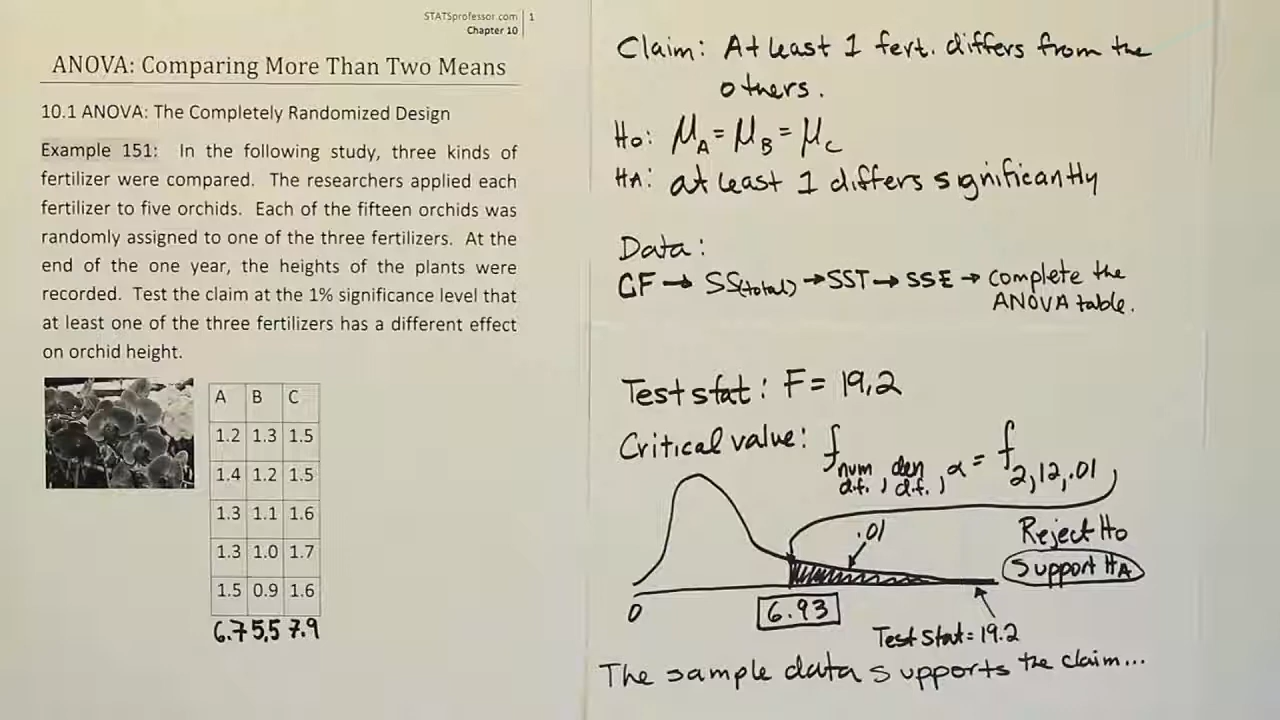 STATSprofessor.com | 1
Chapter 10
ANOVA: Comparing More Than Two Means
10.1 ANOVA: The Completely Randomized Design
Example 151: In the following study, three kinds of
fertilizer were compared. The researchers applied each
fertilizer to five orchids. Each of the fifteen orchids was
randomly assigned to one of the three fertilizers. At the
end of the one year, the heights of the plants were
recorded. Test the claim at the 1% significance level that
at least one of the three fertilizers has a different effect
on orchid height.
A B C
1.2 1.3 1.5
1.4 1.2 1.5
1.3 1.1 1.6
1.3 1.0 1.7
1.5 0.9 1.6
6.7 5.5 7.9
Claim: At least 1 fert. differs from the
others.
Ho: μA = μB = μC
HA: at least 1 differs significantly
Data:
CF → SS(total) → SST → SSE → complete the
ANOVA table.
Test stat: F = 19.2
Critical value: f num d.f., den d.f., α = f 2,12,.01
.01
Reject Ho
Support HA
0
6.93
Test stat = 19.2
The sample data supports the claim...